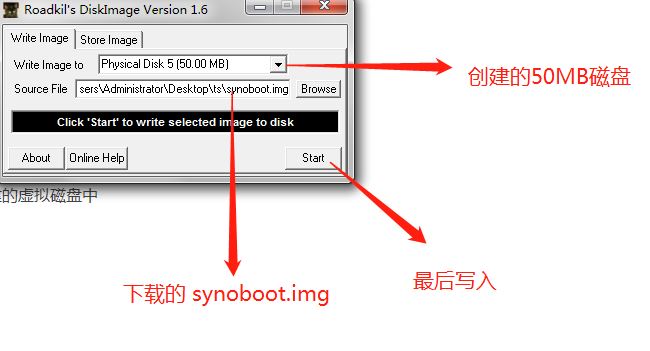 Roadkil's DiskImage Version 1.6
Write Image
Store Image
Write Image to
Physical Disk 5 (50.00 MB)
创建的50MB磁盘
Source File
sers\Administrator\Desktop\ts\synoboot.img
Browse
Click 'Start' to write selected image to disk
About
Online Help
Start
的虚拟磁盘中
最后写入
下载的 synoboot.img